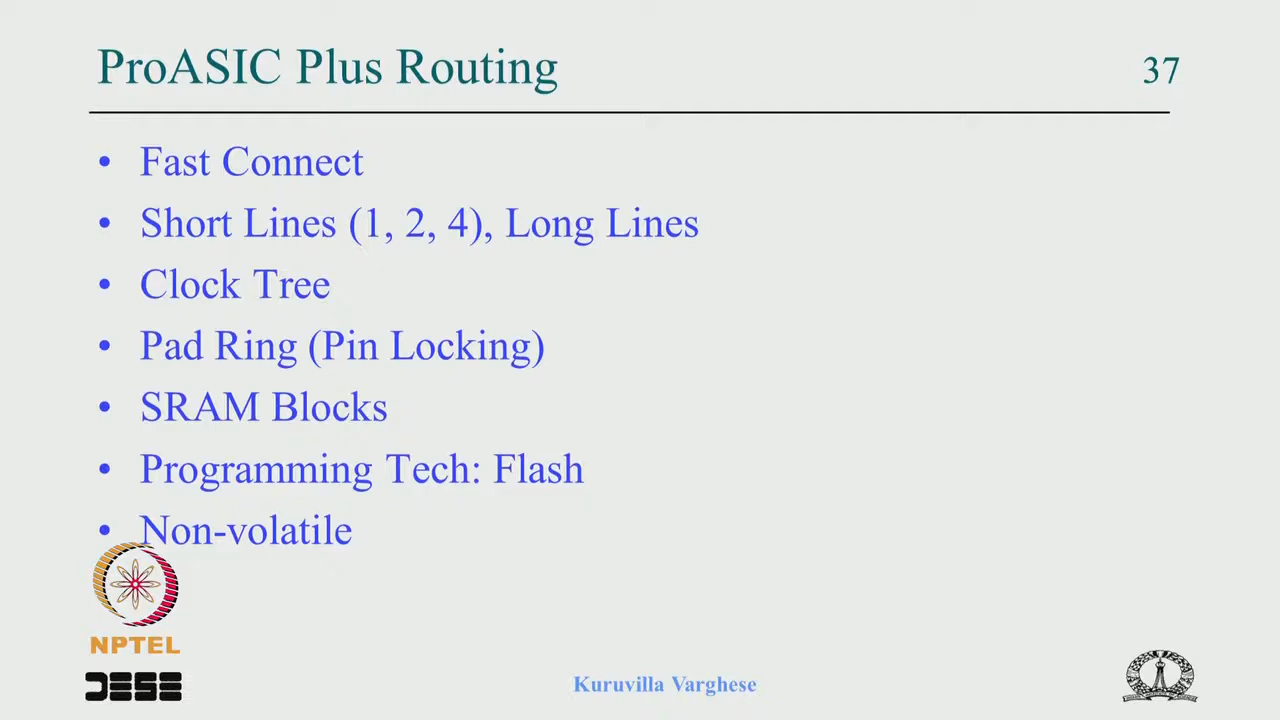 ProASIC Plus Routing
37
• Fast Connect
• Short Lines (1, 2, 4), Long Lines
• Clock Tree
• Pad Ring (Pin Locking)
• SRAM Blocks
• Programming Tech: Flash
• Non-volatile
NPTEL
DESE
Kuruvilla Varghese